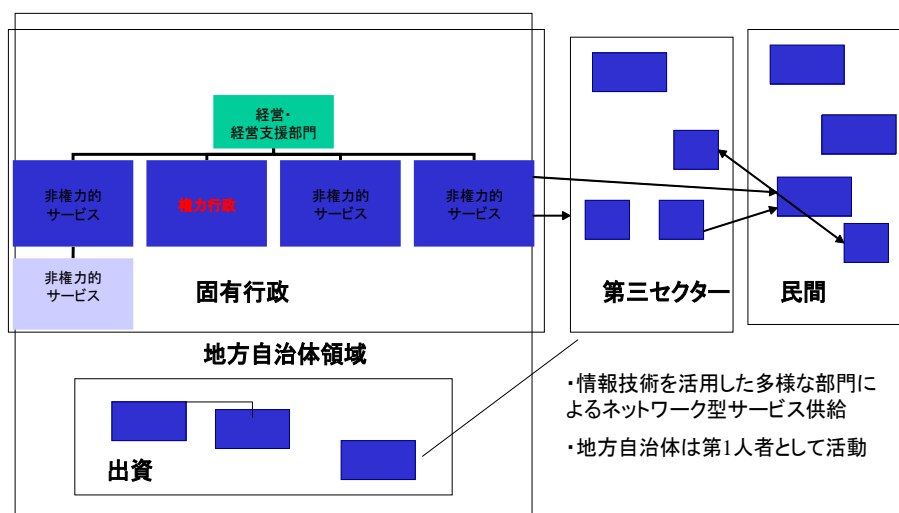 経営・
経営支援部門
非権力的
サービス
権力行政
非権力的
サービス
非権力的
サービス
非権力的
サービス
固有行政
第三セクター
民間
地方自治体領域
・情報技術を活用した多様な部門に
よるネットワーク型サービス供給
・地方自治体は第1人者として活動
出資